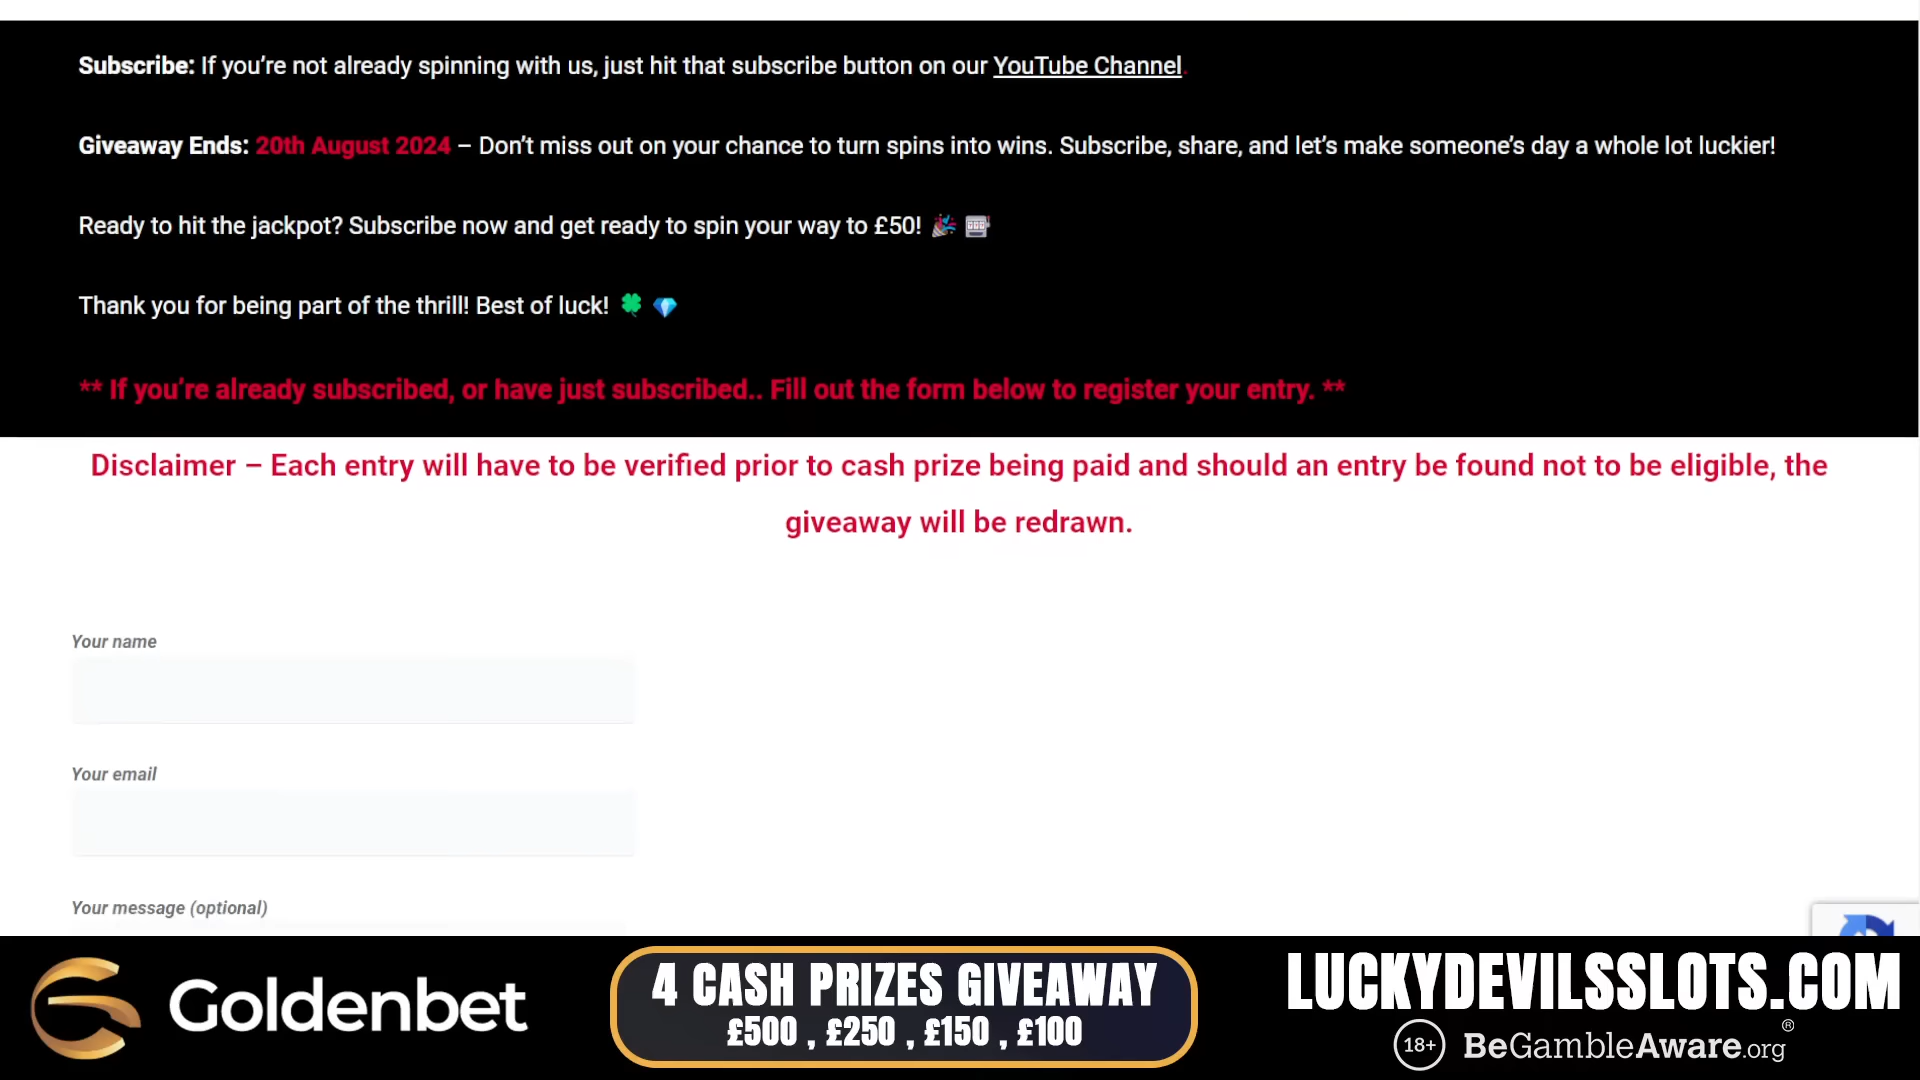 Subscribe: If you’re not already spinning with us, just hit that subscribe button on our YouTube Channel.
Giveaway Ends: 20th August 2024 – Don’t miss out on your chance to turn spins into wins. Subscribe, share, and let’s make someone’s day a whole lot luckier!
Ready to hit the jackpot? Subscribe now and get ready to spin your way to £50! 🎉 🎰
Thank you for being part of the thrill! Best of luck! 🍀 💎
** If you’re already subscribed, or have just subscribed.. Fill out the form below to register your entry. **
Disclaimer – Each entry will have to be verified prior to cash prize being paid and should an entry be found not to be eligible, the
giveaway will be redrawn.
Your name
Your email
Your message (optional)
Goldenbet
4 CASH PRIZES GIVEAWAY
£500 , £250 , £150 , £100
LUCKYDEVILSSLOTS.COM
18+ BeGambleAware.org®